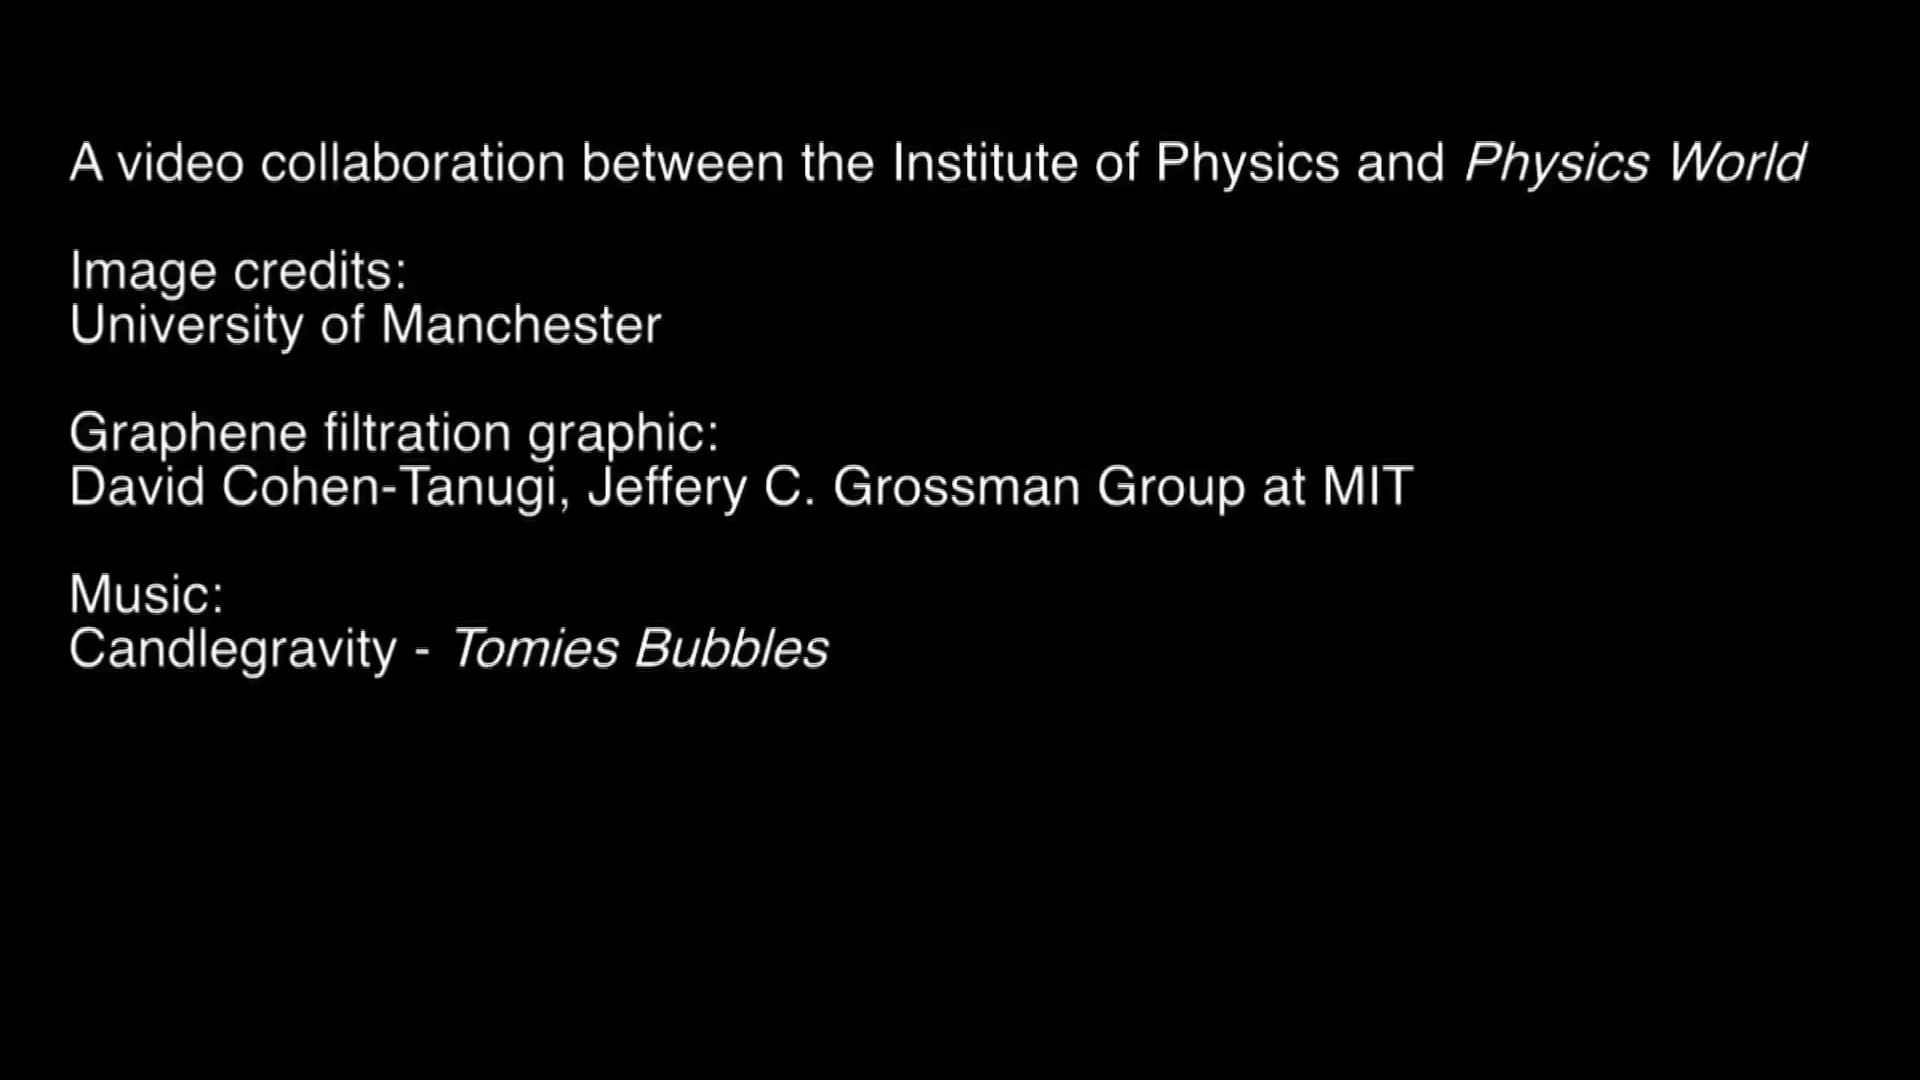 A video collaboration between the Institute of Physics and Physics World
Image credits:
University of Manchester
Graphene filtration graphic:
David Cohen-Tanugi, Jeffery C. Grossman Group at MIT
Music:
Candlegravity - Tomies Bubbles